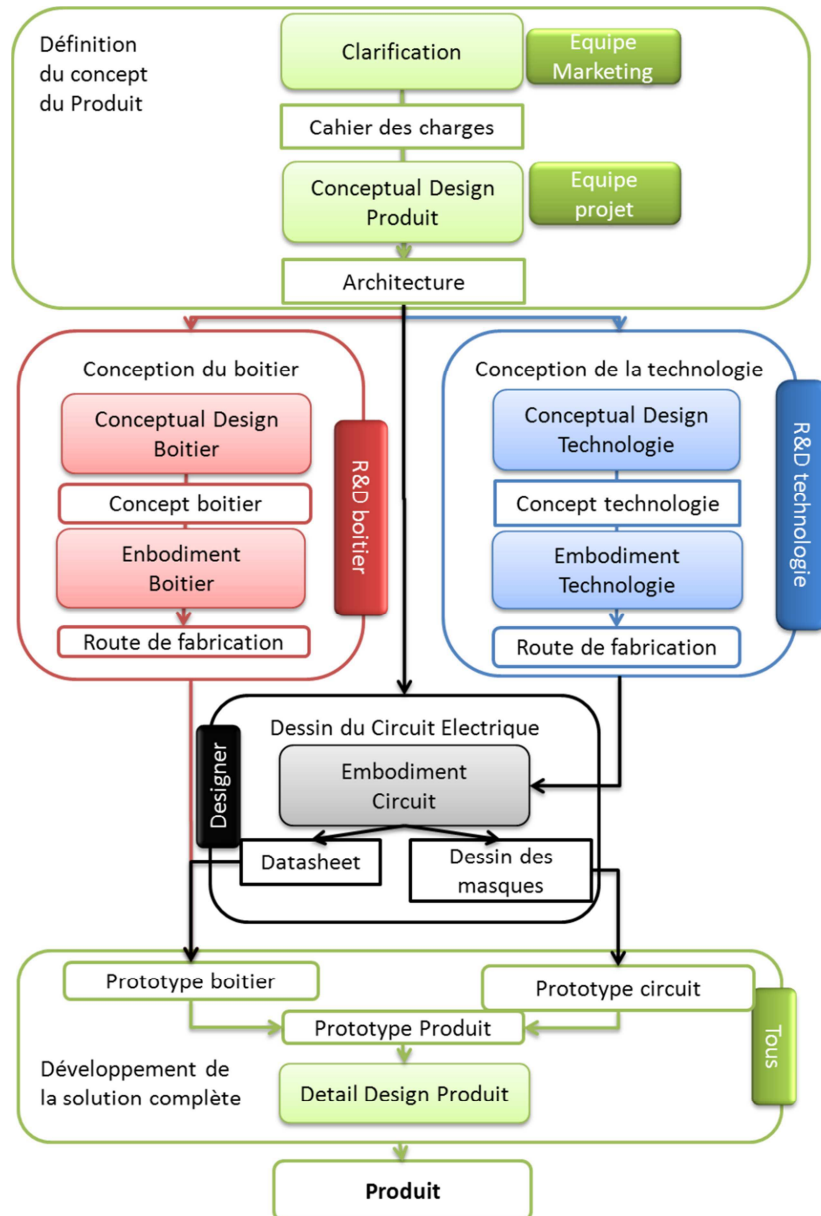 Définition
du concept
du Produit
Clarification
Equipe
Marketing
Cahier des charges
Conceptual Design
Produit
Equipe
projet
Architecture
Conception du boitier
Conceptual Design
Boitier
Concept boitier
Enbodiment
Boitier
Route de fabrication
R&D boitier
Conception de la technologie
Conceptual Design
Technologie
Concept technologie
Embodiment
Technologie
Route de fabrication
R&D technologie
Dessin du Circuit Electrique
Designer
Embodiment
Circuit
Datasheet
Dessin des
masques
Prototype boitier
Prototype circuit
Prototype Produit
Tous
Développement de
la solution complète
Detail Design Produit
Produit